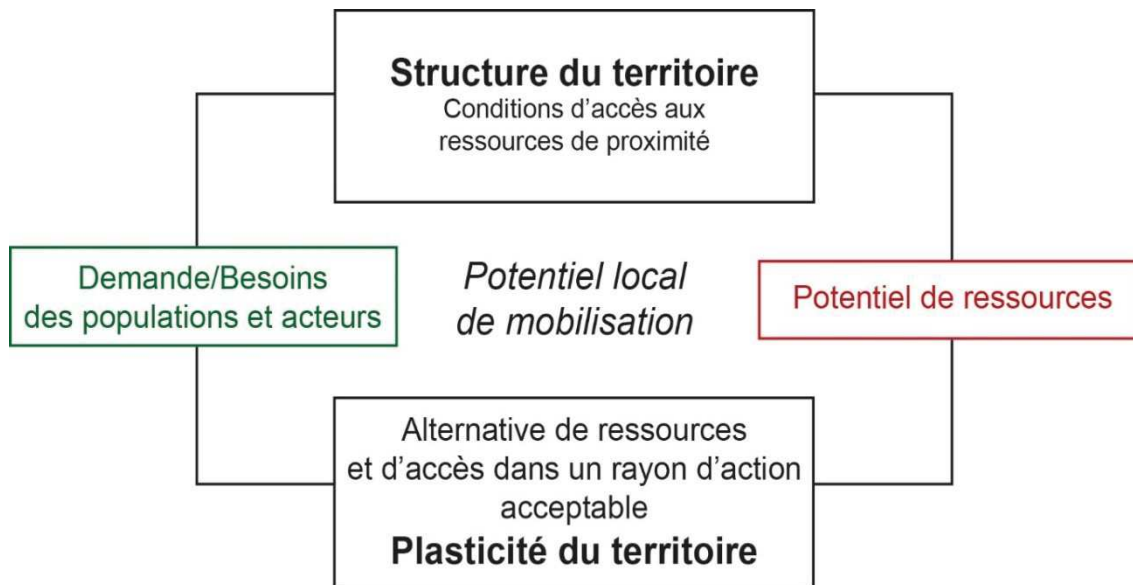 Structure du territoire
Conditions d'accès aux
ressources de proximité
Demande/Besoins
des populations et acteurs
Potentiel local
de mobilisation
Potentiel de ressources
Alternative de ressources
et d'accès dans un rayon d'action
acceptable
Plasticité du territoire